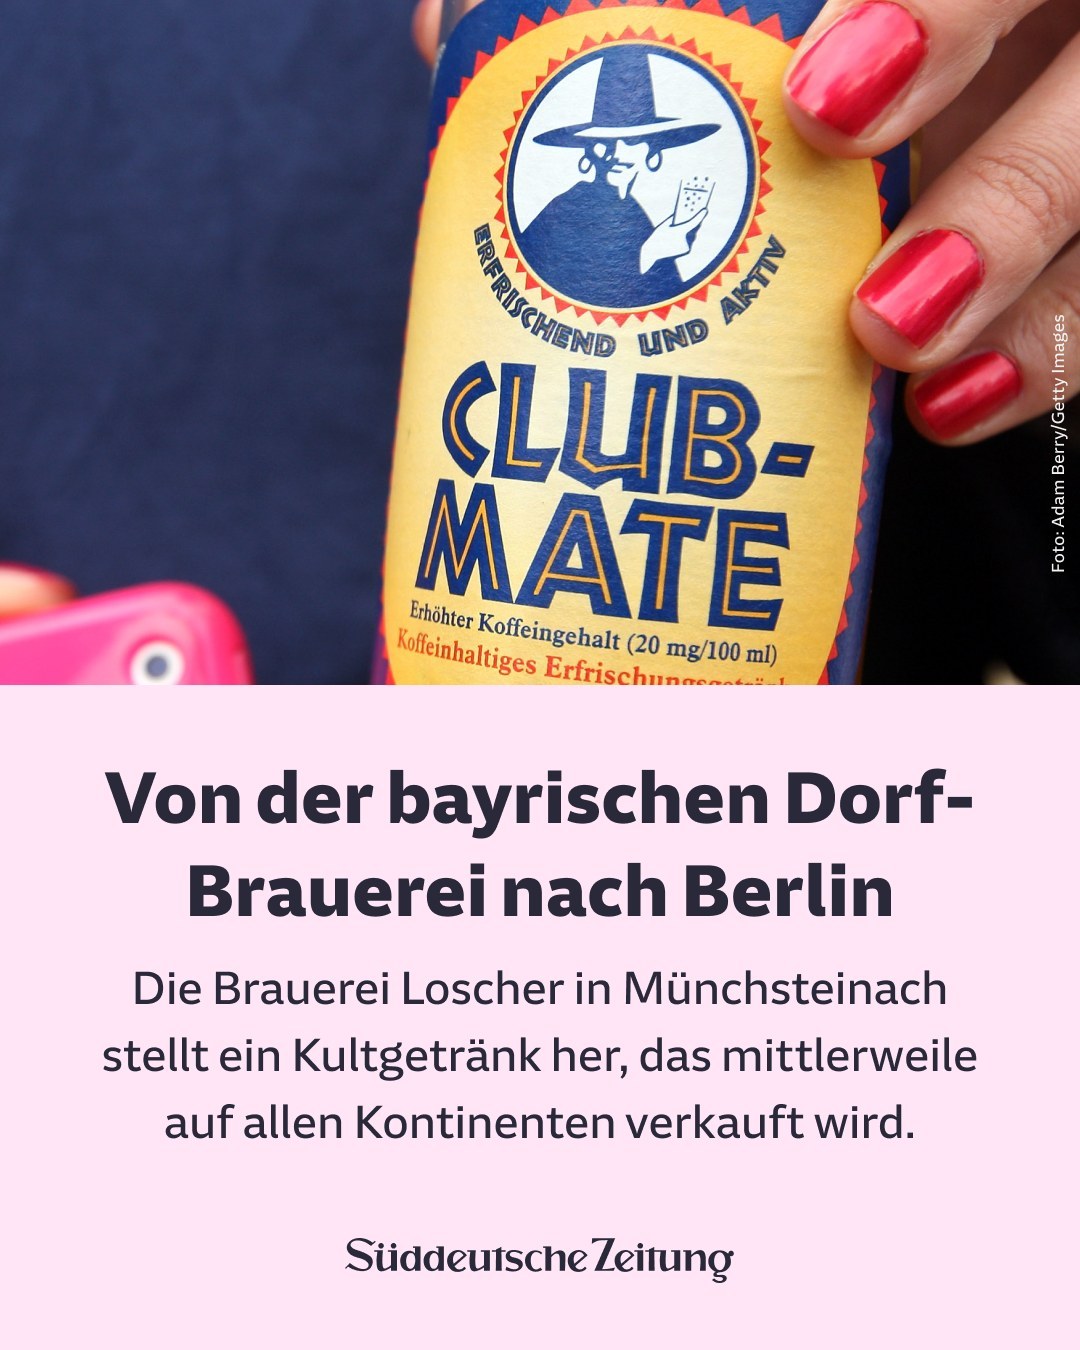 ERFRISCHEND UND AKTIV
CLUB-
MATE
Erhöhter Koffeingehalt (20 mg/100 ml)
Koffeinhaltiges
Foto: Adam Berry/Getty Images
Von der bayrischen Dorf-
Brauerei nach Berlin
Die Brauerei Loscher in Münchsteinach
stellt ein Kultgetränk her, das mittlerweile
auf allen Kontinenten verkauft wird.
Süddeutsche Zeitung